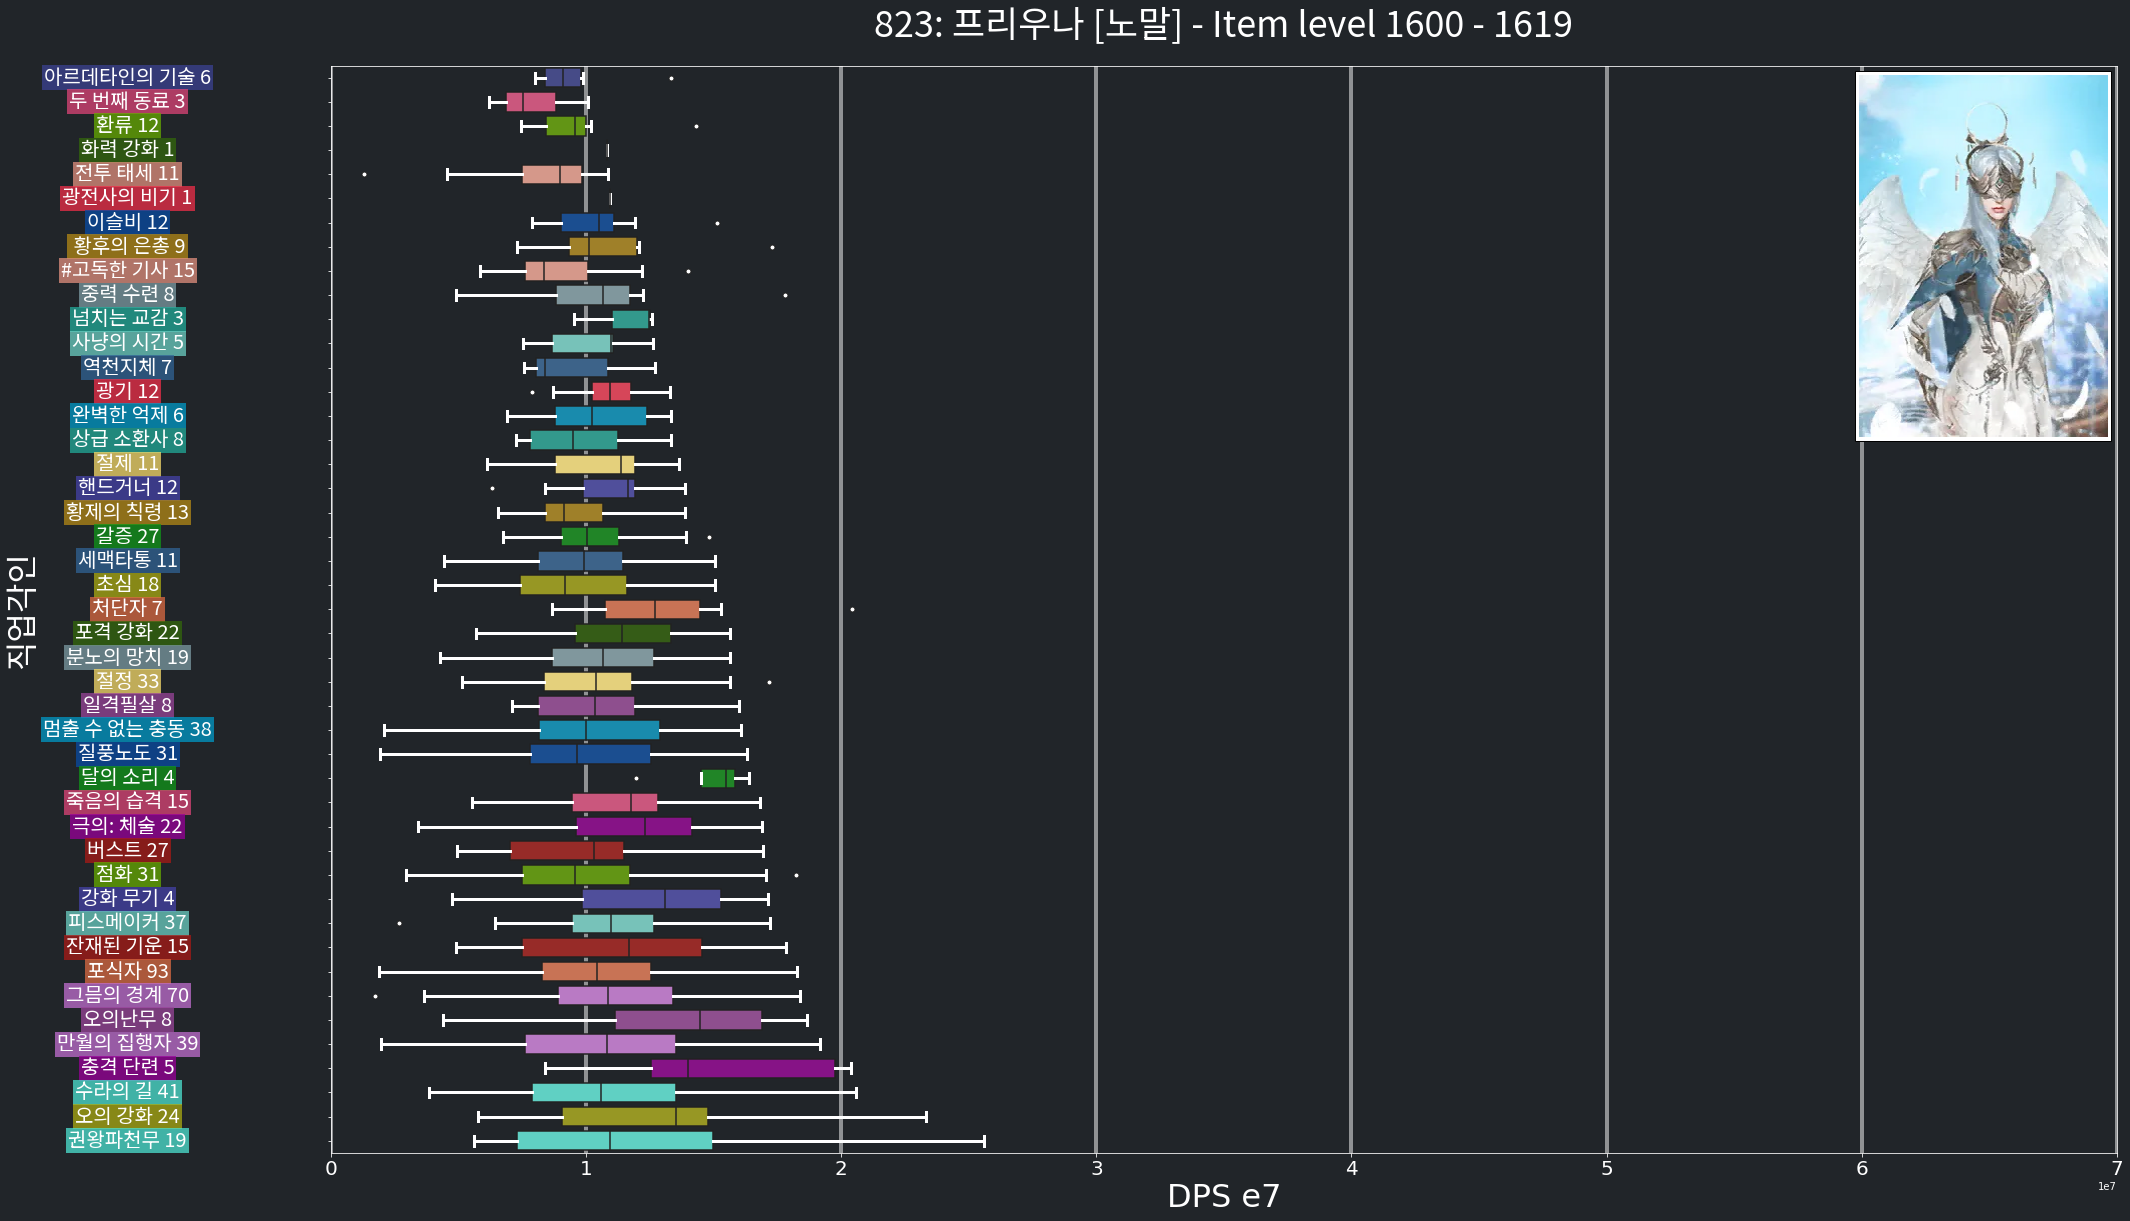 823: 프리우나 [노말] - Item level 1600 - 1619
아르데타인의 기술 6
두 번째 동료 3
환류 12
화력 강화 1
전투 태세 11
광전사의 비기 1
이슬비 12
황후의 은총 9
#고독한 기사 15
중력 수련 8
넘치는 교감 3
사냥의 시간 5
역천지체 7
광기 12
완벽한 억제 6
상급 소환사 8
절제 11
핸드거너 12
황제의 칙령 13
갈증 27
세맥타통 11
초심 18
처단자 7
포격 강화 22
분노의 망치 19
절정 33
일격필살 8
멈출 수 없는 충동 38
질풍노도 31
달의 소리 4
죽음의 습격 15
극의: 체술 22
버스트 27
점화 31
강화 무기 4
피스메이커 37
잔재된 기운 15
포식자 93
그믐의 경계 70
오의난무 8
만월의 집행자 39
충격 단련 5
수라의 길 41
오의 강화 24
권왕파천무 19
직업각인
0 1 2 3 4 5 6 7
1e7
DPS e7